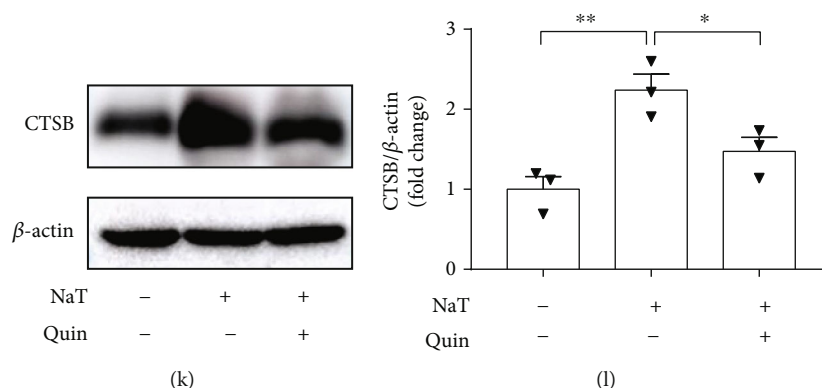 CTSB
β-actin
NaT − + +
Quin − − +
(k)
** *
CTSB/β-actin
(fold change)
3
2
1
0
NaT − + +
Quin − − +
(l)